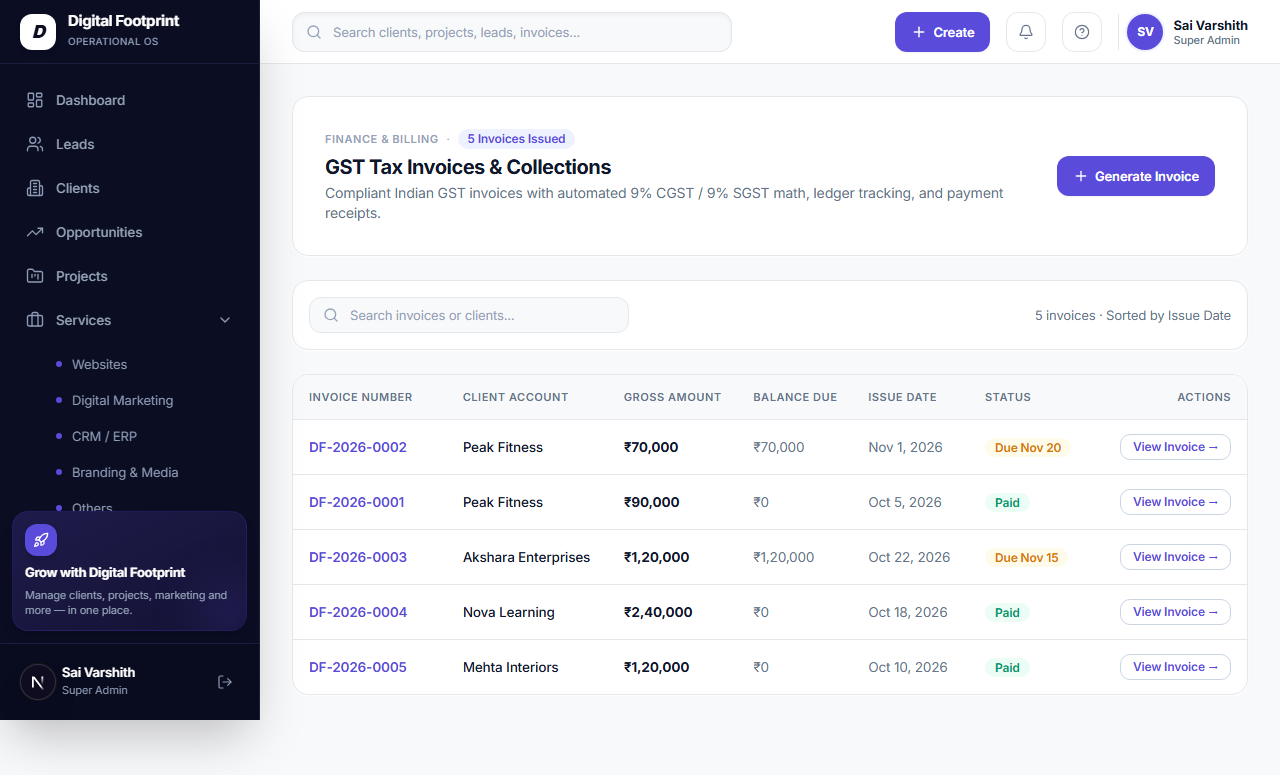 D
Digital Footprint
OPERATIONAL OS
Search clients, projects, leads, invoices...
+ Create
SV
Sai Varshith
Super Admin
Dashboard
Leads
Clients
Opportunities
Projects
Services
Websites
Digital Marketing
CRM / ERP
Branding & Media
Others
Grow with Digital Footprint
Manage clients, projects, marketing and
more — in one place.
N
Sai Varshith
Super Admin
FINANCE & BILLING · 5 Invoices Issued
GST Tax Invoices & Collections
Compliant Indian GST invoices with automated 9% CGST / 9% SGST math, ledger tracking, and payment
receipts.
+ Generate Invoice
Search invoices or clients...
5 invoices · Sorted by Issue Date
INVOICE NUMBER CLIENT ACCOUNT GROSS AMOUNT BALANCE DUE ISSUE DATE STATUS ACTIONS
DF-2026-0002 Peak Fitness ₹70,000 ₹70,000 Nov 1, 2026 Due Nov 20 View Invoice →
DF-2026-0001 Peak Fitness ₹90,000 ₹0 Oct 5, 2026 Paid View Invoice →
DF-2026-0003 Akshara Enterprises ₹1,20,000 ₹1,20,000 Oct 22, 2026 Due Nov 15 View Invoice →
DF-2026-0004 Nova Learning ₹2,40,000 ₹0 Oct 18, 2026 Paid View Invoice →
DF-2026-0005 Mehta Interiors ₹1,20,000 ₹0 Oct 10, 2026 Paid View Invoice →